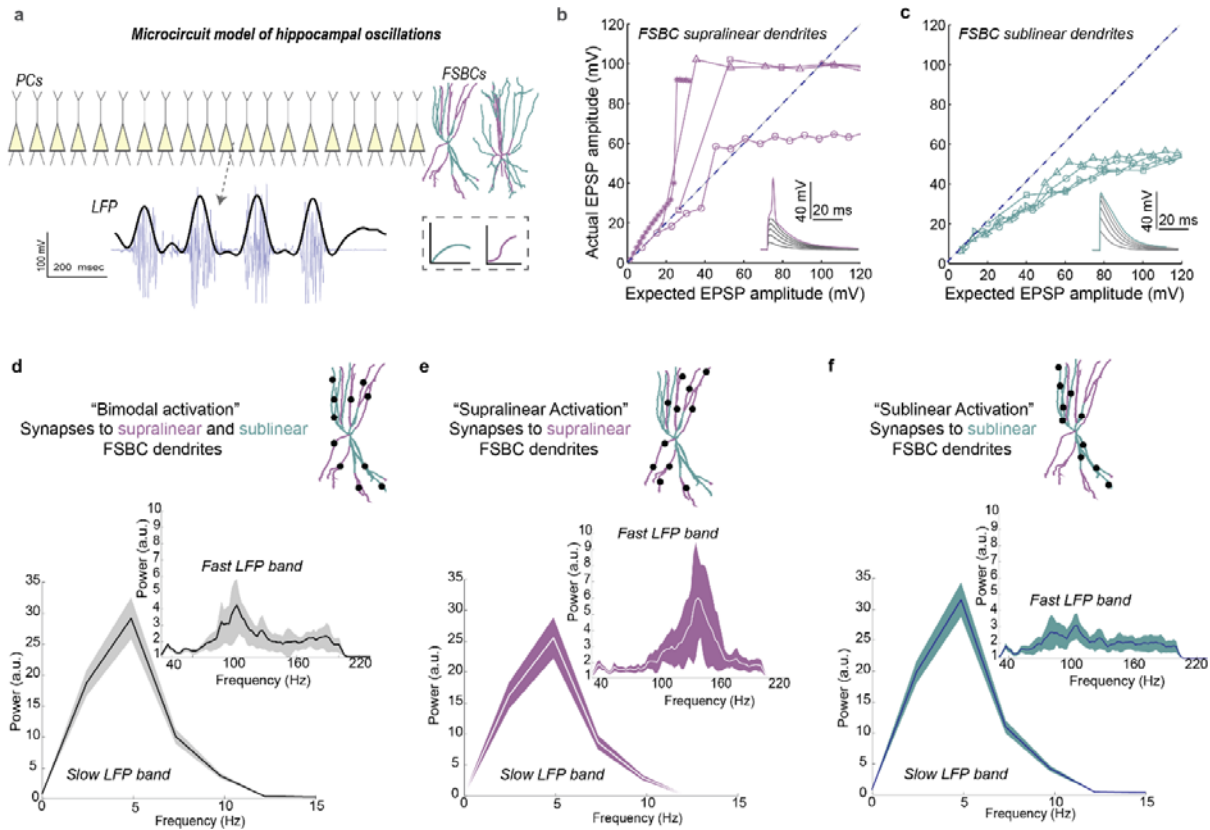 a
Microcircuit model of hippocampal oscillations
PCs
FSBCs
LFP
100 mV
200 msec
b
FSBC supralinear dendrites
Actual EPSP amplitude (mV)
120
100
80
60
40
20
0
0 20 40 60 80 100 120
Expected EPSP amplitude (mV)
40 mV
20 ms
c
FSBC sublinear dendrites
120
100
80
60
40
20
0
0 20 40 60 80 100 120
Expected EPSP amplitude (mV)
40 mV
20 ms
d
"Bimodal activation"
Synapses to supralinear and sublinear
FSBC dendrites
Power (a.u.)
10
9
8
7
6
5
4
3
2
1
Fast LFP band
40 100 160 220
Frequency (Hz)
Power (a.u.)
35
30
25
20
15
10
5
0
Slow LFP band
0 5 10 15
Frequency (Hz)
e
"Supralinear Activation"
Synapses to supralinear
FSBC dendrites
Power (a.u.)
10
9
8
7
6
5
4
3
2
1
Fast LFP band
40 100 160 220
Frequency (Hz)
Power (a.u.)
35
30
25
20
15
10
5
0
Slow LFP band
0 5 10 15
Frequency (Hz)
f
"Sublinear Activation"
Synapses to sublinear
FSBC dendrites
Power (a.u.)
10
9
8
7
6
5
4
3
2
1
Fast LFP band
40 100 160 220
Frequency (Hz)
Power (a.u.)
35
30
25
20
15
10
5
0
Slow LFP band
0 5 10 15
Frequency (Hz)